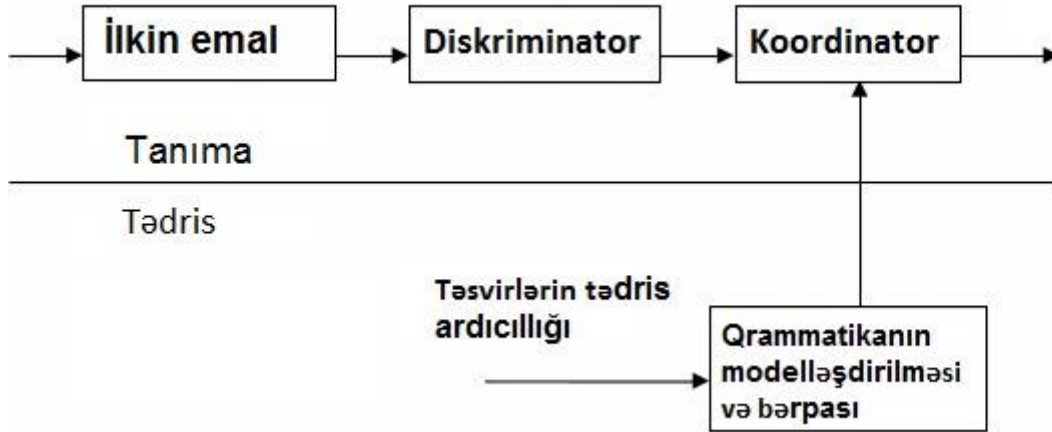 İlkin emal
Diskriminator
Koordinator
Tanıma
Tədris
Təsvirlərin tədris
ardıcıllığı
Qrammatikanın
modelləşdirilməsi
və bərpası